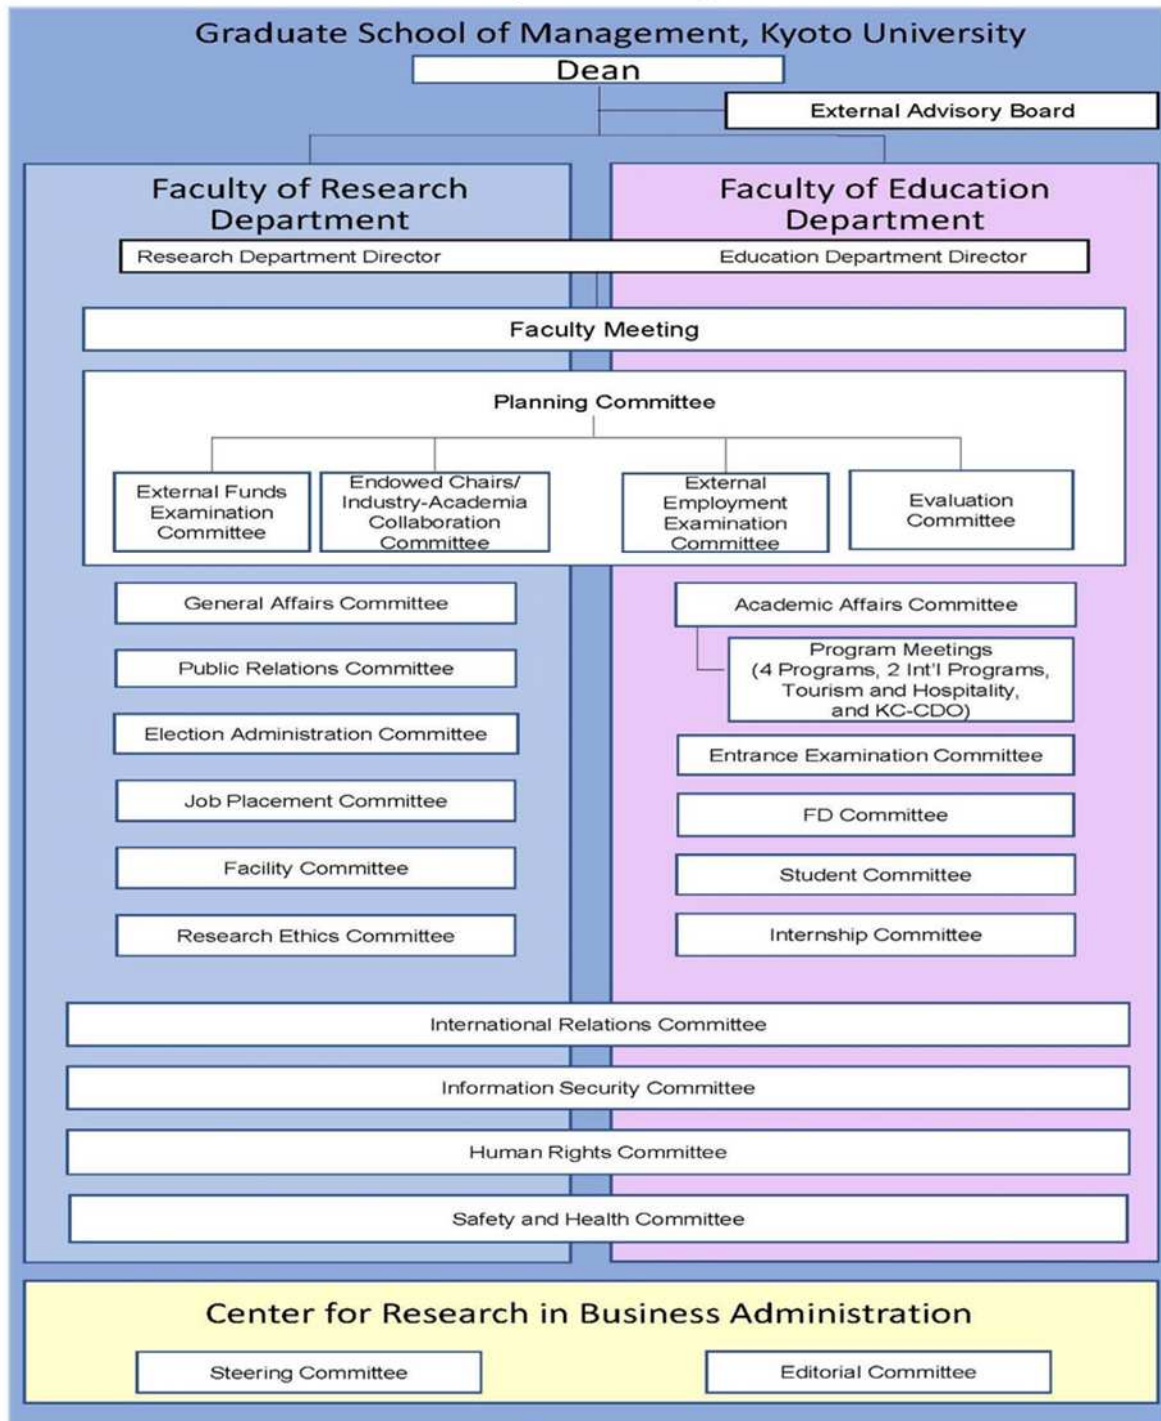 Graduate School of Management, Kyoto University
Dean
External Advisory Board
Faculty of Research
Department
Faculty of Education
Department
Research Department Director
Education Department Director
Faculty Meeting
Planning Committee
External Funds
Examination
Committee
Endowed Chairs/
Industry-Academia
Collaboration
Committee
External
Employment
Examination
Committee
Evaluation
Committee
General Affairs Committee
Public Relations Committee
Election Administration Committee
Job Placement Committee
Facility Committee
Research Ethics Committee
Academic Affairs Committee
Program Meetings
(4 Programs, 2 Int'l Programs,
Tourism and Hospitality,
and KC-CDO)
Entrance Examination Committee
FD Committee
Student Committee
Internship Committee
International Relations Committee
Information Security Committee
Human Rights Committee
Safety and Health Committee
Center for Research in Business Administration
Steering Committee
Editorial Committee